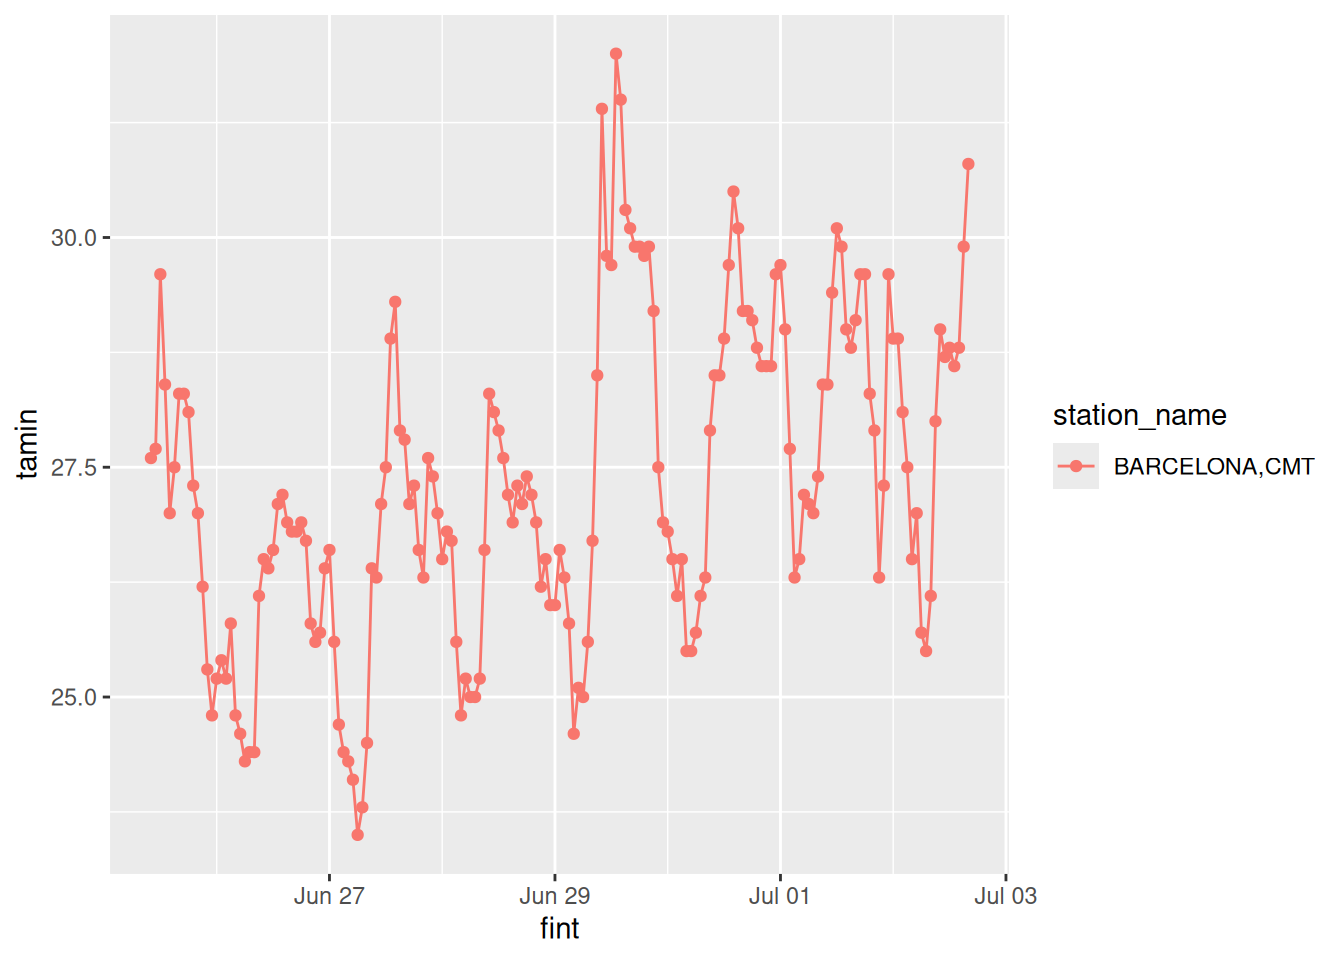 30.0
27.5
25.0
tamin
Jun 27
Jun 29
Jul 01
Jul 03
fint
station_name
BARCELONA,CMT